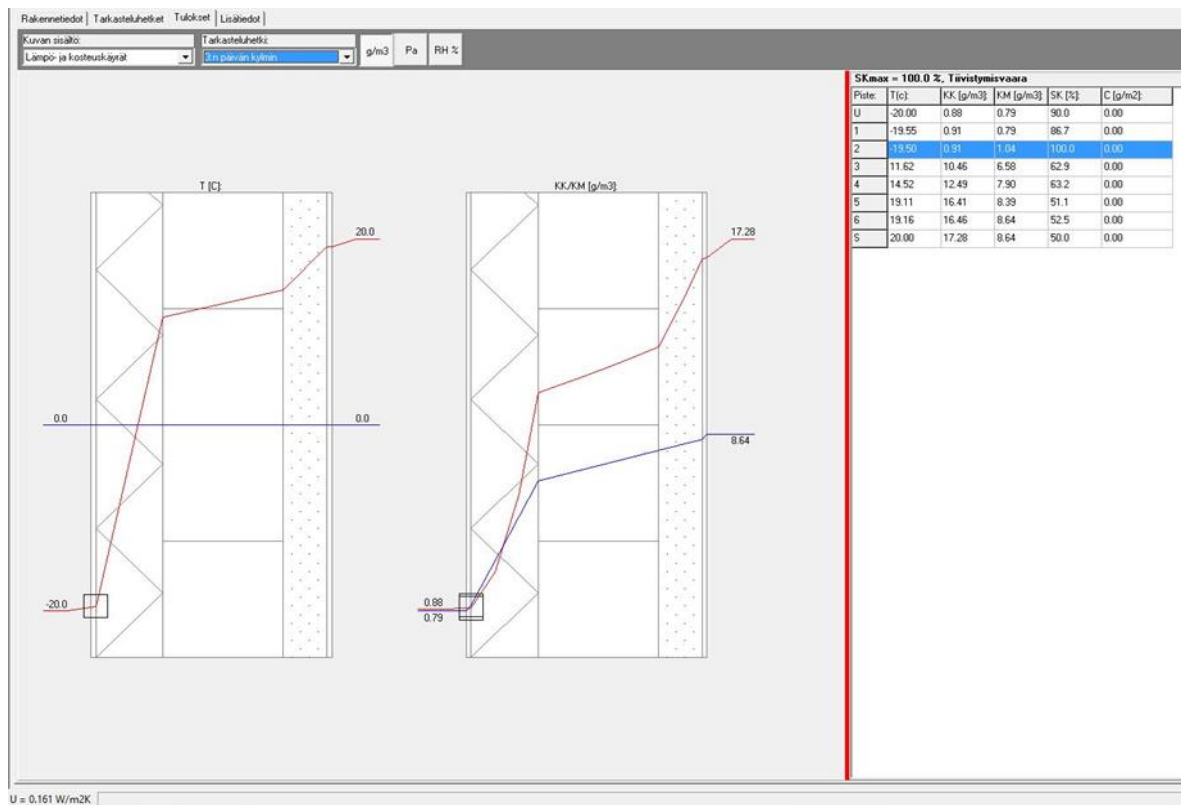 Rakennetiedot | Tarkasteluhetket | Tulokset | Lisätiedot
Kuvan sisältö: Tarkasteluhetki:
Lämpö- ja kosteuskäyrät 3:n päivän kylmin g/m3 Pa RH %
SKmax = 100.0 %, Tiivistymisvaara
Piste: T(c): KK [g/m3]: KM [g/m3]: SK [%]: C [g/m2]:
U -20.00 0.88 0.79 90.0 0.00
1 -19.55 0.91 0.79 86.7 0.00
2 -19.50 0.91 1.04 100.0 0.00
3 11.62 10.46 6.58 62.9 0.00
4 14.52 12.49 7.90 63.2 0.00
5 19.11 16.41 8.39 51.1 0.00
6 19.16 16.46 8.64 52.5 0.00
S 20.00 17.28 8.64 50.0 0.00
T [C]:
20.0
0.0 0.0
-20.0
KK/KM [g/m3]:
17.28
8.64
0.88
0.79
U = 0.161 W/m2K